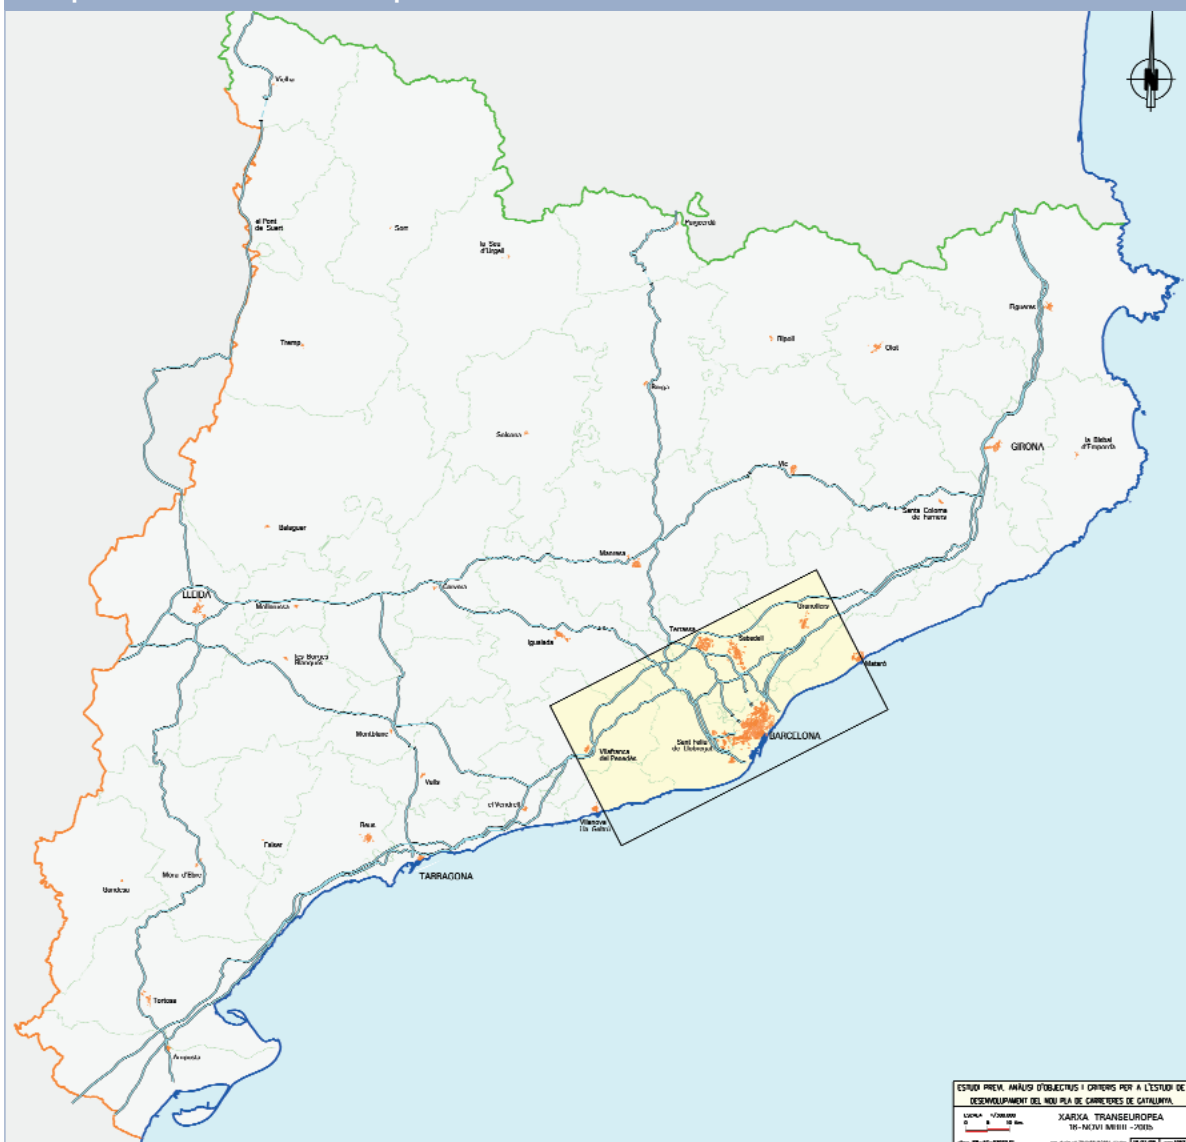 N
Vielha
el Pont
de Suert
Sort
la Seu
d'Urgell
Puigcerdà
Figueres
Tremp
Ripoll
Olot
Berga
Solsona
GIRONA
la Bisbal
d'Empordà
Vic
Santa Coloma
de Farners
Balaguer
Manresa
Cervera
LLEIDA
Mollerussa
Granollers
Igualada
Terrassa
Sabadell
les Borges
Blanques
Mataró
Montblanc
Sant Feliu
de Llobregat
BARCELONA
Vilafranca
del Penedès
Valls
el Vendrell
Vilanova
i la Geltrú
Reus
Falset
Mora d'Ebre
TARRAGONA
Gandesa
Tortosa
Amposta
ESTUDI PREVI, ANÀLISI D'OBJECTIUS I CRITERIS PER A L'ESTUDI DE
DESENVOLUPAMENT DEL NOU PLA DE CARRETERES DE CATALUNYA.
XARXA TRANSEUROPEA